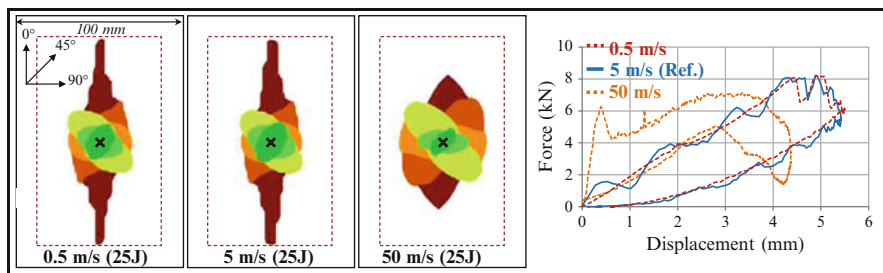 100 mm
0°
45°
90°
0.5 m/s (25J)
5 m/s (25J)
50 m/s (25J)
0.5 m/s
5 m/s (Ref.)
50 m/s
Force (kN)
10
8
6
4
2
0
0 1 2 3 4 5 6
Displacement (mm)